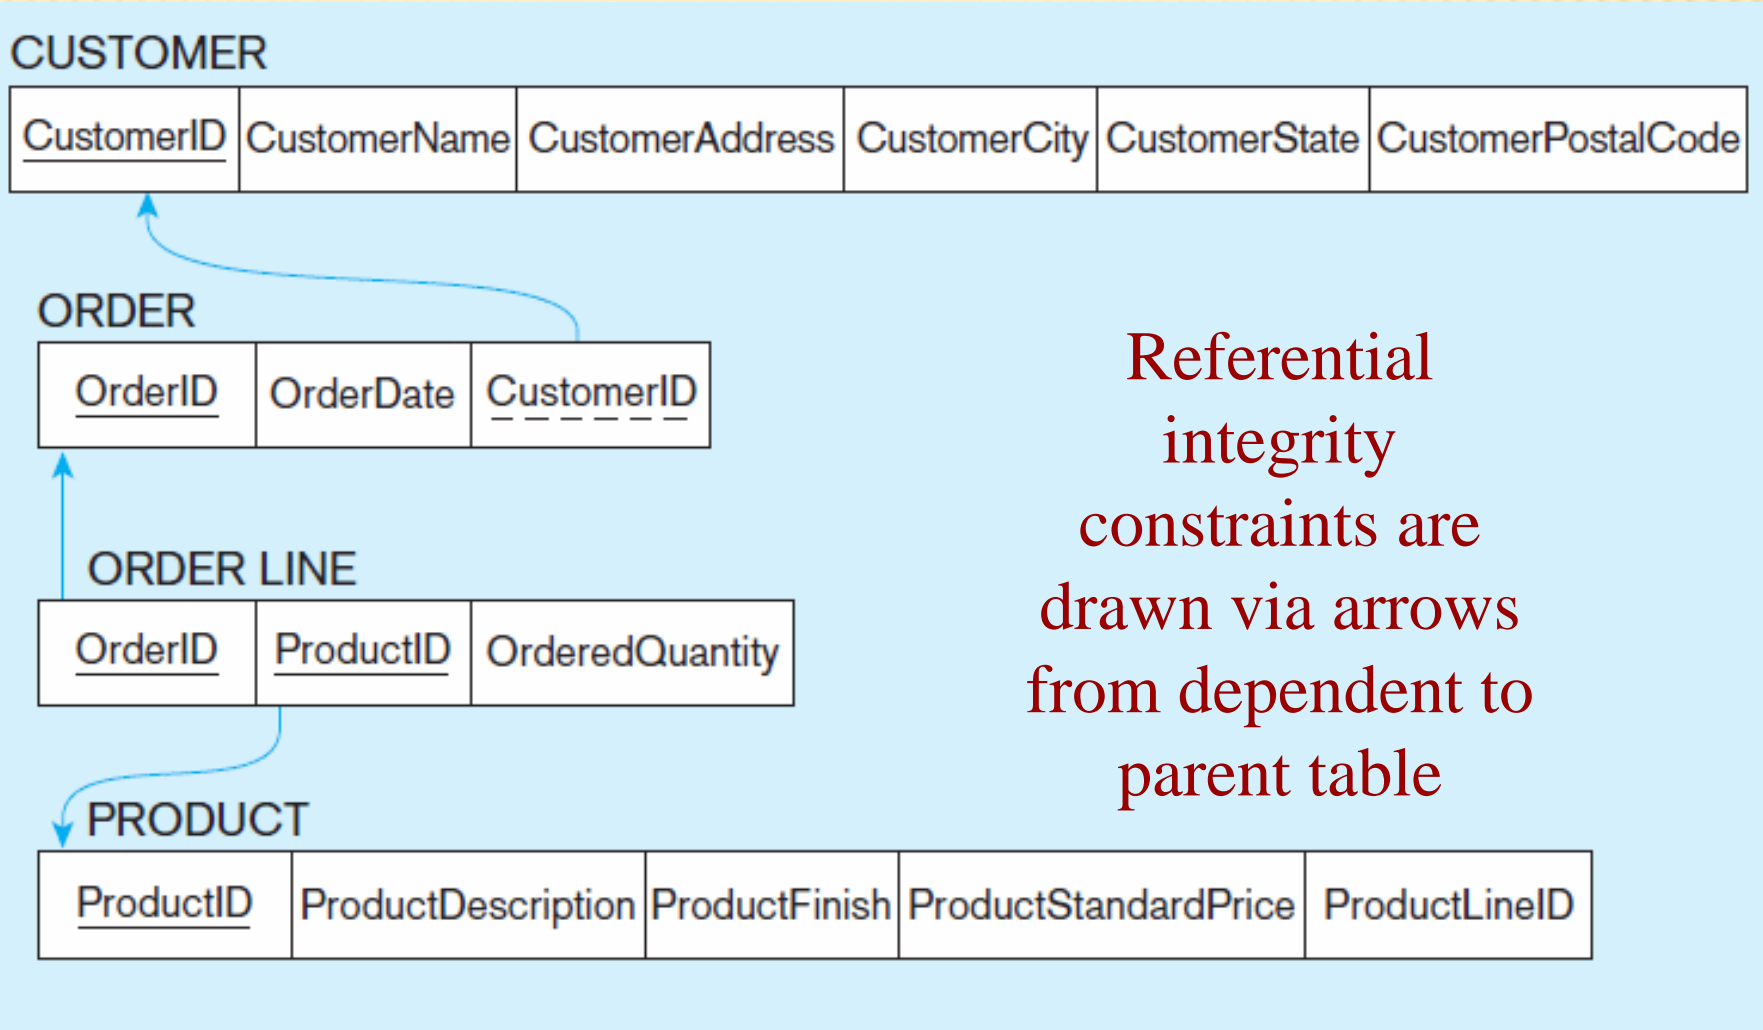 CUSTOMER
CustomerID CustomerName CustomerAddress CustomerCity CustomerState CustomerPostalCode
ORDER
OrderID OrderDate CustomerID
ORDER LINE
OrderID ProductID OrderedQuantity
PRODUCT
ProductID ProductDescription ProductFinish ProductStandardPrice ProductLineID
Referential
integrity
constraints are
drawn via arrows
from dependent to
parent table